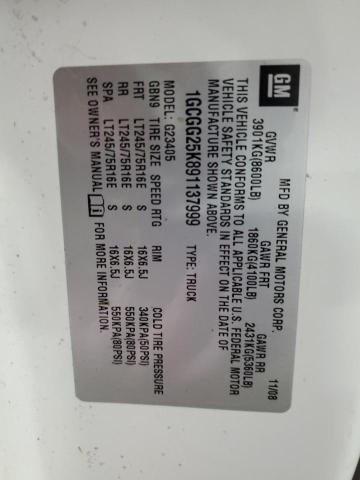 GM
MFD BY GENERAL MOTORS CORP. 11/08
GVWR GAWR FRT GAWR RR
3901KG(8600LB) 1860KG(4100LB) 2431KG(5360LB)
THIS VEHICLE CONFORMS TO ALL APPLICABLE U.S. FEDERAL MOTOR
VEHICLE SAFETY STANDARDS IN EFFECT ON THE DATE OF
MANUFACTURE SHOWN ABOVE.
1GCGG25K891137999 TYPE: TRUCK
MODEL: G23405
GBN9 TIRE SIZE SPEED RTG RIM COLD TIRE PRESSURE
FRT LT245/75R16E S 16X6.5J 340KPA(50PSI)
RR LT245/75R16E S 16X6.5J 550KPA(80PSI)
SPA LT245/75R16E S 16X6.5J 550KPA(80PSI)
SEE OWNER'S MANUAL FOR MORE INFORMATION.